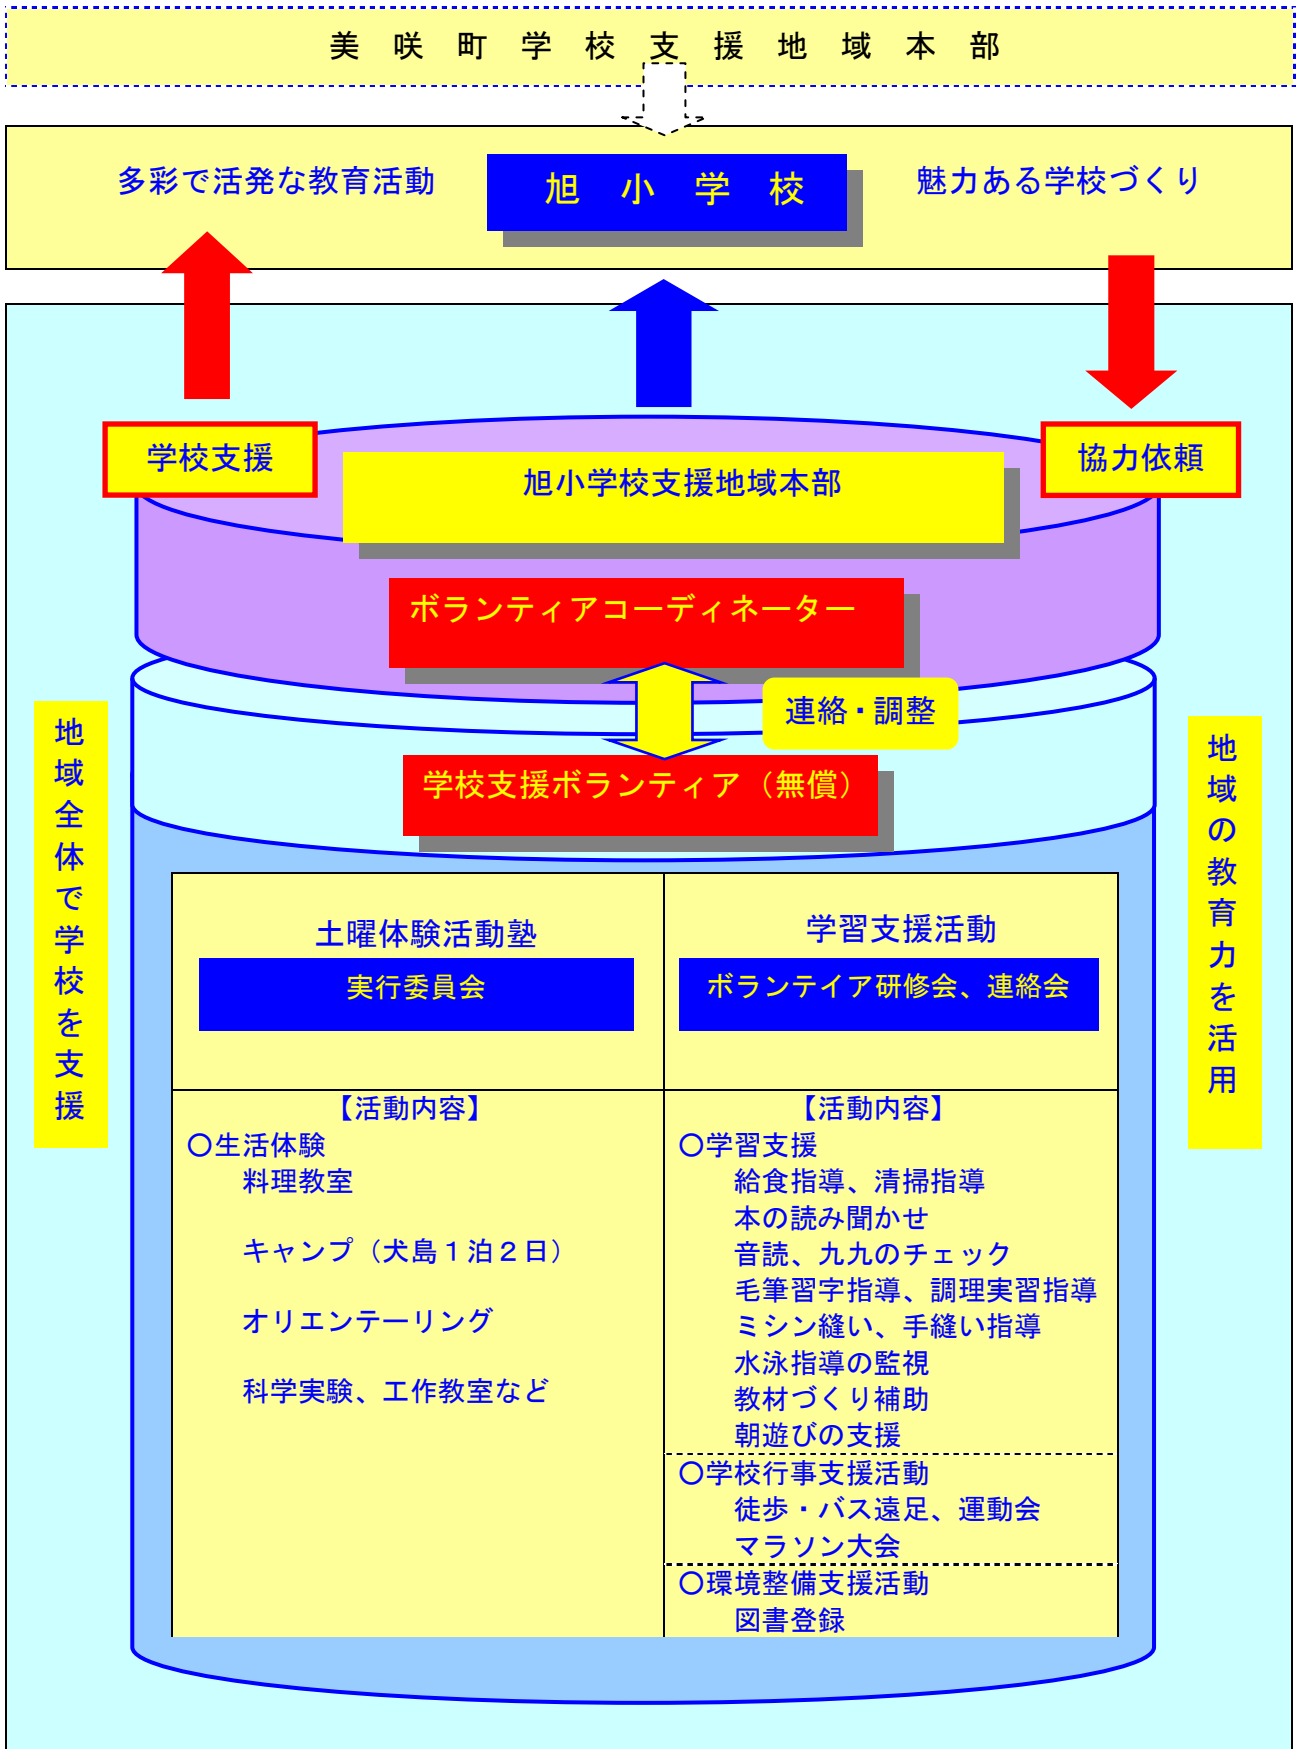 美咲町学校支援地域本部
多彩で活発な教育活動
旭小学校
魅力ある学校づくり
学校支援
旭小学校支援地域本部
協力依頼
ボランティアコーディネーター
連絡・調整
学校支援ボランティア（無償）
地域全体で学校を支援
地域の教育力を活用
土曜体験活動塾
実行委員会
学習支援活動
ボランテイア研修会、連絡会
【活動内容】
○生活体験
料理教室
キャンプ（犬島１泊２日）
オリエンテーリング
科学実験、工作教室など
【活動内容】
○学習支援
給食指導、清掃指導
本の読み聞かせ
音読、九九のチェック
毛筆習字指導、調理実習指導
ミシン縫い、手縫い指導
水泳指導の監視
教材づくり補助
朝遊びの支援
○学校行事支援活動
徒歩・バス遠足、運動会
マラソン大会
○環境整備支援活動
図書登録